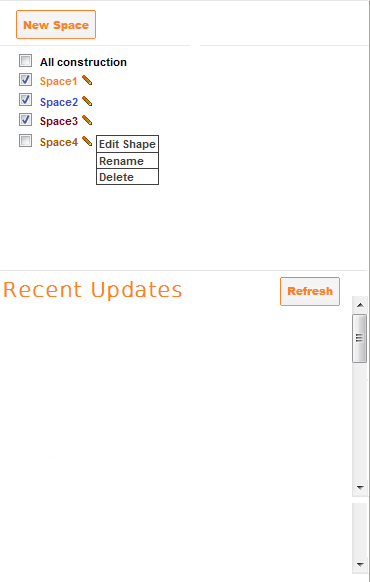 New Space
All construction
Space1
Space2
Space3
Space4
Edit Shape
Rename
Delete
Recent Updates
Refresh